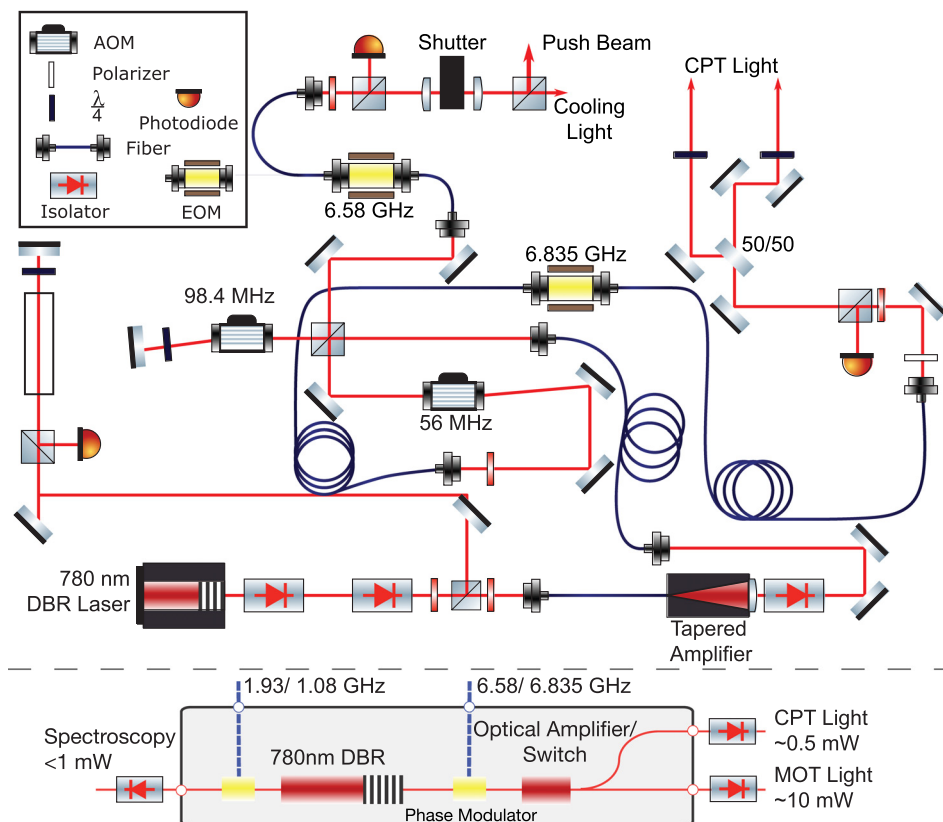 AOM
Polarizer
λ
4
Photodiode
Fiber
Isolator
EOM
Shutter
Push Beam
Cooling
Light
CPT Light
6.58 GHz
50/50
6.835 GHz
98.4 MHz
56 MHz
780 nm
DBR Laser
Tapered
Amplifier
1.93/ 1.08 GHz
6.58/ 6.835 GHz
Spectroscopy
<1 mW
780nm DBR
Optical Amplifier/
Switch
CPT Light
~0.5 mW
MOT Light
~10 mW
Phase Modulator